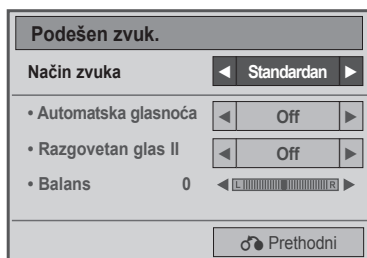 Podešen zvuk.
Način zvuka ◄ Standardan ►
• Automatska glasnoća ◄ Off ►
• Razgovetan glas II ◄ Off ►
• Balans 0 ◄ L R ►
Prethodni